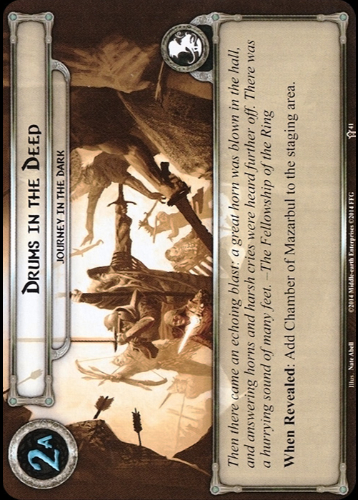 2A
DRUMS IN THE DEEP
JOURNEY IN THE DARK
Then there came an echoing blast: a great horn was blown in the hall,
and answering horns and harsh cries were heard further off. There was
a hurrying sound of many feet. –The Fellowship of the Ring
When Revealed: Add Chamber of Mazarbul to the staging area.
Illus. Nate Abell ©2014 Middle-earth Enterprises ©2014 FFG 41